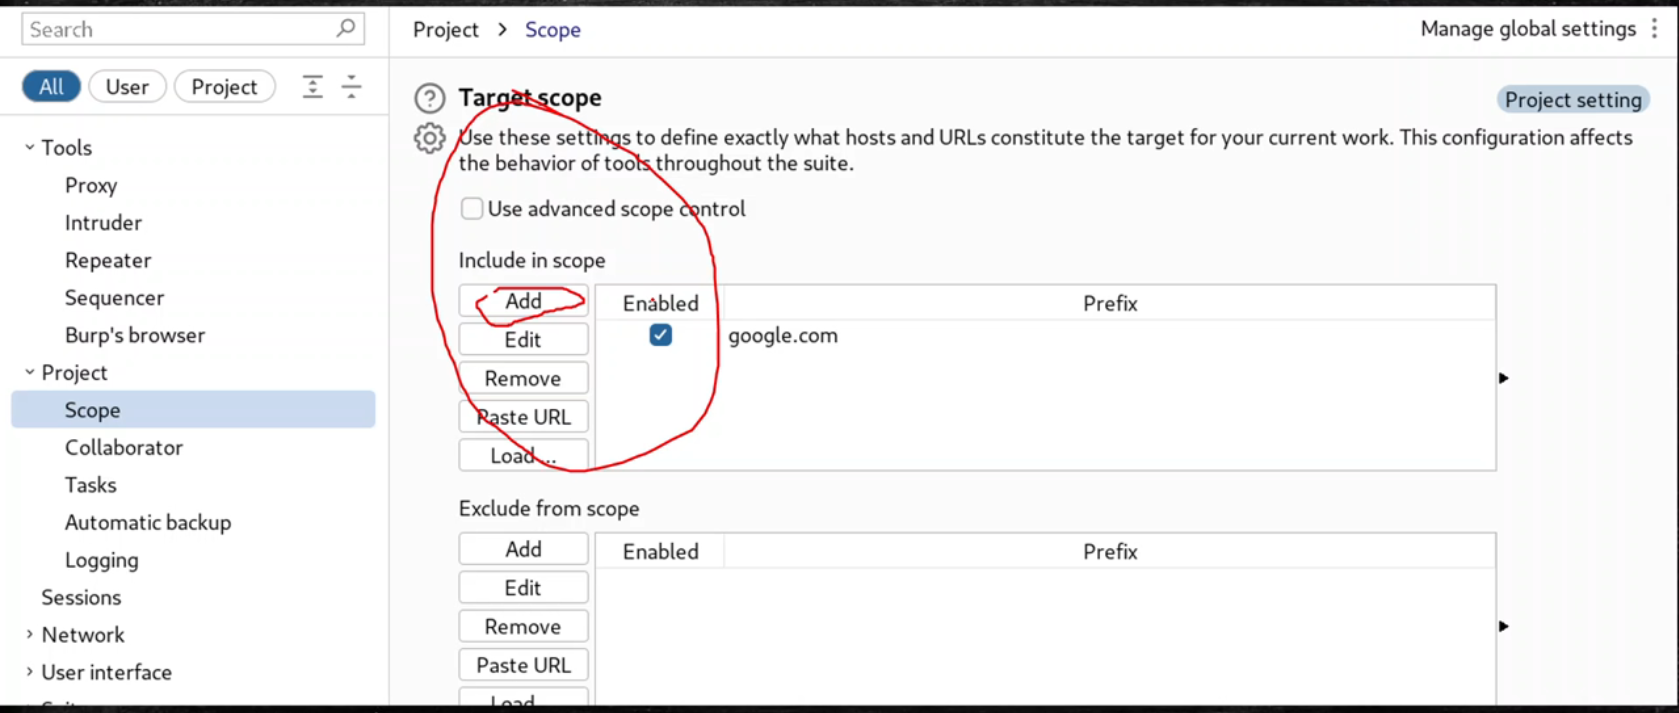 Search
Project > Scope
Manage global settings
All User Project
Target scope
Project setting
Use these settings to define exactly what hosts and URLs constitute the target for your current work. This configuration affects
the behavior of tools throughout the suite.
Use advanced scope control
Include in scope
Add
Edit
Remove
Paste URL
Load ...
Enabled Prefix
google.com
Exclude from scope
Add
Edit
Remove
Paste URL
Load
Enabled Prefix
Tools
Proxy
Intruder
Repeater
Sequencer
Burp's browser
Project
Scope
Collaborator
Tasks
Automatic backup
Logging
Sessions
Network
User interface